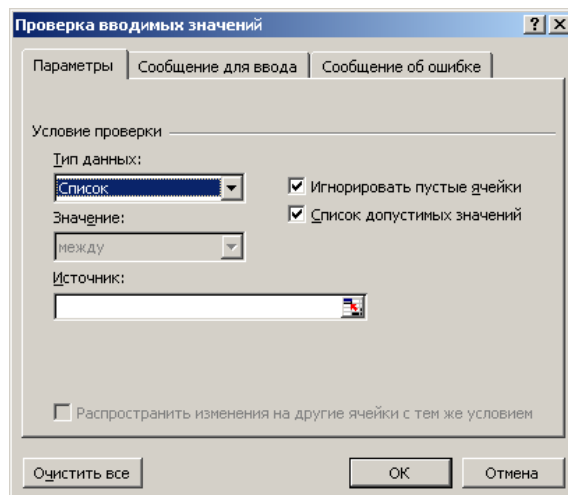 Проверка вводимых значений
Параметры Сообщение для ввода Сообщение об ошибке
Условие проверки
Тип данных:
Список Игнорировать пустые ячейки
Значение: Список допустимых значений
между
Источник:
Распространить изменения на другие ячейки с тем же условием
Очистить все ОК Отмена